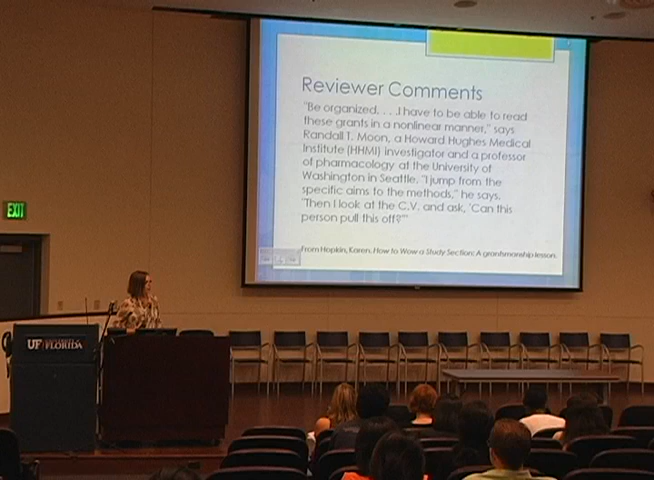 Reviewer Comments
"Be organized. . . .I have to be able to read
these grants in a nonlinear manner," says
Randall T. Moon, a Howard Hughes Medical
Institute (HHMI) investigator and a professor
of pharmacology at the University of
Washington in Seattle. "I jump from the
specific aims to the methods," he says.
"Then I look at the C.V. and ask, 'Can this
person pull this off?'"
From Hopkin, Karen. How to Wow a Study Section: A grantsmanship lesson.
EXIT
UF FLORIDA